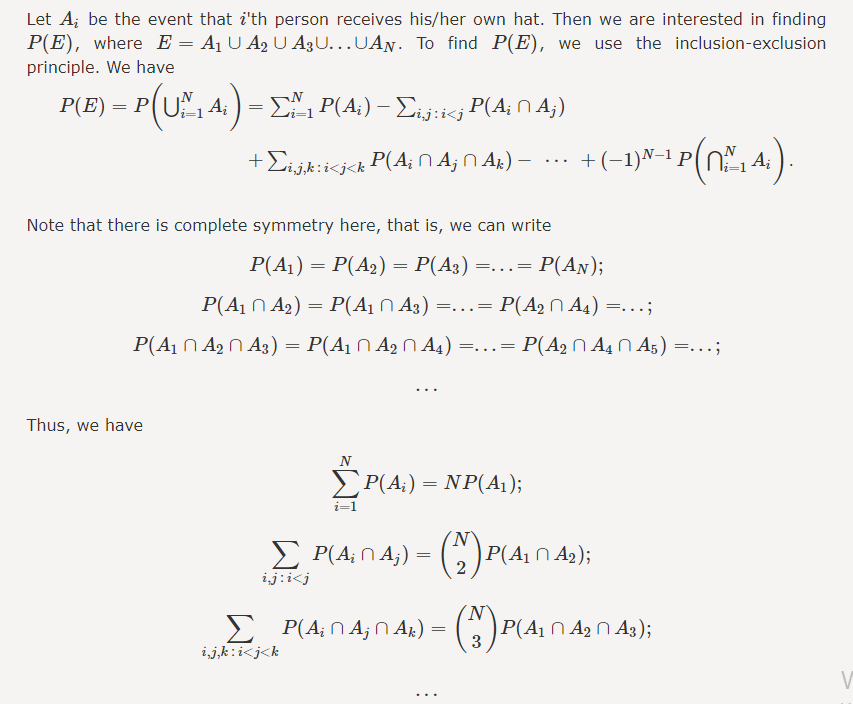 Let A_i be the event that i'th person receives his/her own hat. Then we are interested in finding
P(E), where E = A_1 ∪ A_2 ∪ A_3 ∪...∪A_N. To find P(E), we use the inclusion-exclusion
principle. We have
P(E) = P(⋃_{i=1}^N A_i) = ∑_{i=1}^N P(A_i) − ∑_{i,j:i<j} P(A_i ∩ A_j)
+ ∑_{i,j,k:i<j<k} P(A_i ∩ A_j ∩ A_k) − ⋯ + (−1)^{N−1} P(⋂_{i=1}^N A_i).
Note that there is complete symmetry here, that is, we can write
P(A_1) = P(A_2) = P(A_3) =...= P(A_N);
P(A_1 ∩ A_2) = P(A_1 ∩ A_3) =...= P(A_2 ∩ A_4) =...;
P(A_1 ∩ A_2 ∩ A_3) = P(A_1 ∩ A_2 ∩ A_4) =...= P(A_2 ∩ A_4 ∩ A_5) =...;
...
Thus, we have
∑_{i=1}^N P(A_i) = NP(A_1);
∑_{i,j:i<j} P(A_i ∩ A_j) = \binom{N}{2} P(A_1 ∩ A_2);
∑_{i,j,k:i<j<k} P(A_i ∩ A_j ∩ A_k) = \binom{N}{3} P(A_1 ∩ A_2 ∩ A_3);
...